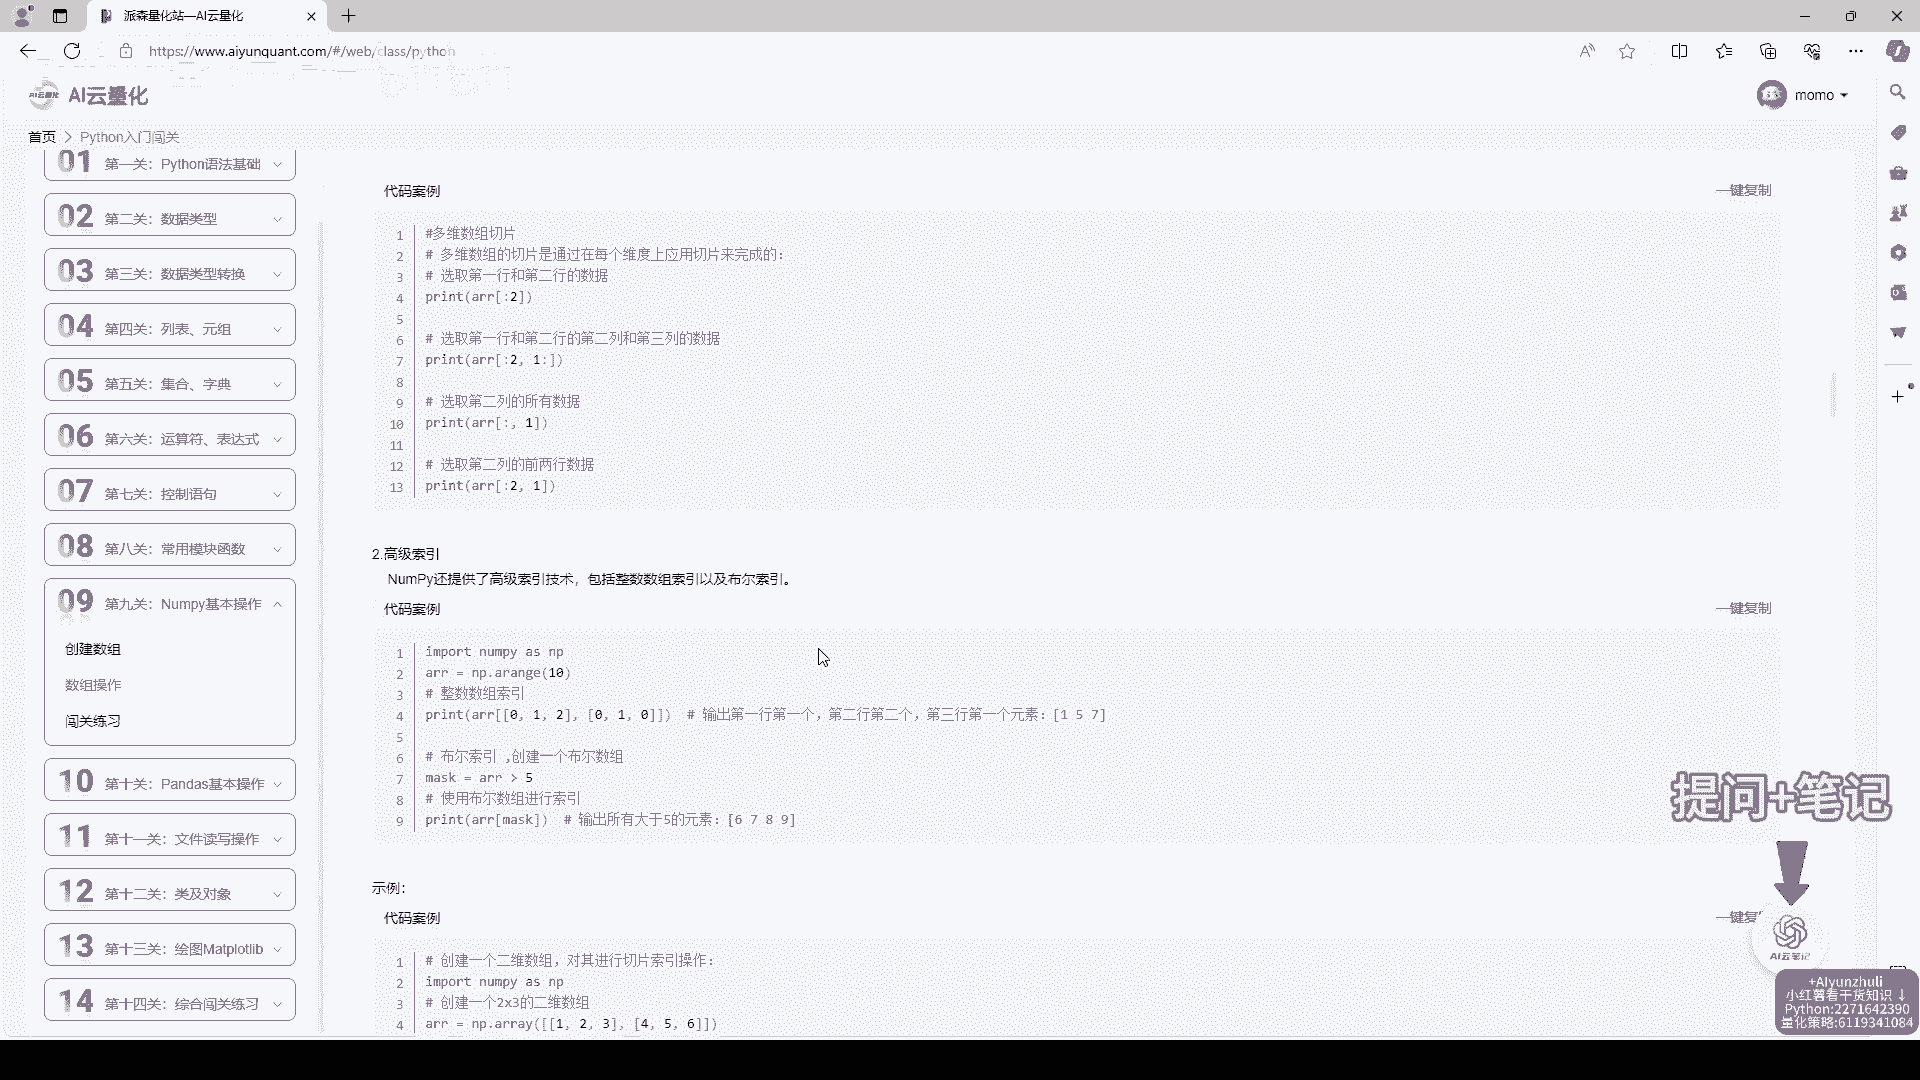 派森量化站—AI云量化
https://www.aiyunquant.com/#/web/class/python
AI云量化
AI云量化
momo
首页 > Python入门闯关
01 第一关：Python语法基础
02 第二关：数据类型
03 第三关：数据类型转换
04 第四关：列表、元组
05 第五关：集合、字典
06 第六关：运算符、表达式
07 第七关：控制语句
08 第八关：常用模块函数
09 第九关：Numpy基本操作
创建数组
数组操作
闯关练习
10 第十关：Pandas基本操作
11 第十一关：文件读写操作
12 第十二关：类及对象
13 第十三关：绘图Matplotlib
14 第十四关：综合闯关练习
代码案例
一键复制
1 #多维数组切片
2 # 多维数组的切片是通过在每个维度上应用切片来完成的：
3 # 选取第一行和第二行的数据
4 print(arr[:2])
5
6 # 选取第一行和第二行的第二列和第三列的数据
7 print(arr[:2, 1:])
8
9 # 选取第二列的所有数据
10 print(arr[:, 1])
11
12 # 选取第二列的前两行数据
13 print(arr[:2, 1])
2.高级索引
NumPy还提供了高级索引技术，包括整数数组索引以及布尔索引。
代码案例
一键复制
1 import numpy as np
2 arr = np.arange(10)
3 # 整数数组索引
4 print(arr[[0, 1, 2], [0, 1, 0]]) # 输出第一行第一个，第二行第二个，第三行第一个元素：[1 5 7]
5
6 # 布尔索引 ,创建一个布尔数组
7 mask = arr > 5
8 # 使用布尔数组进行索引
9 print(arr[mask]) # 输出所有大于5的元素：[6 7 8 9]
示例：
代码案例
一键复
1 # 创建一个二维数组，对其进行切片索引操作：
2 import numpy as np
3 # 创建一个2x3的二维数组
4 arr = np.array([[1, 2, 3], [4, 5, 6]])
提问+笔记
AI云笔记
+AIyunzhuli
小红薯看干货知识 ↓
Python:2271642390
量化策略:6119341084